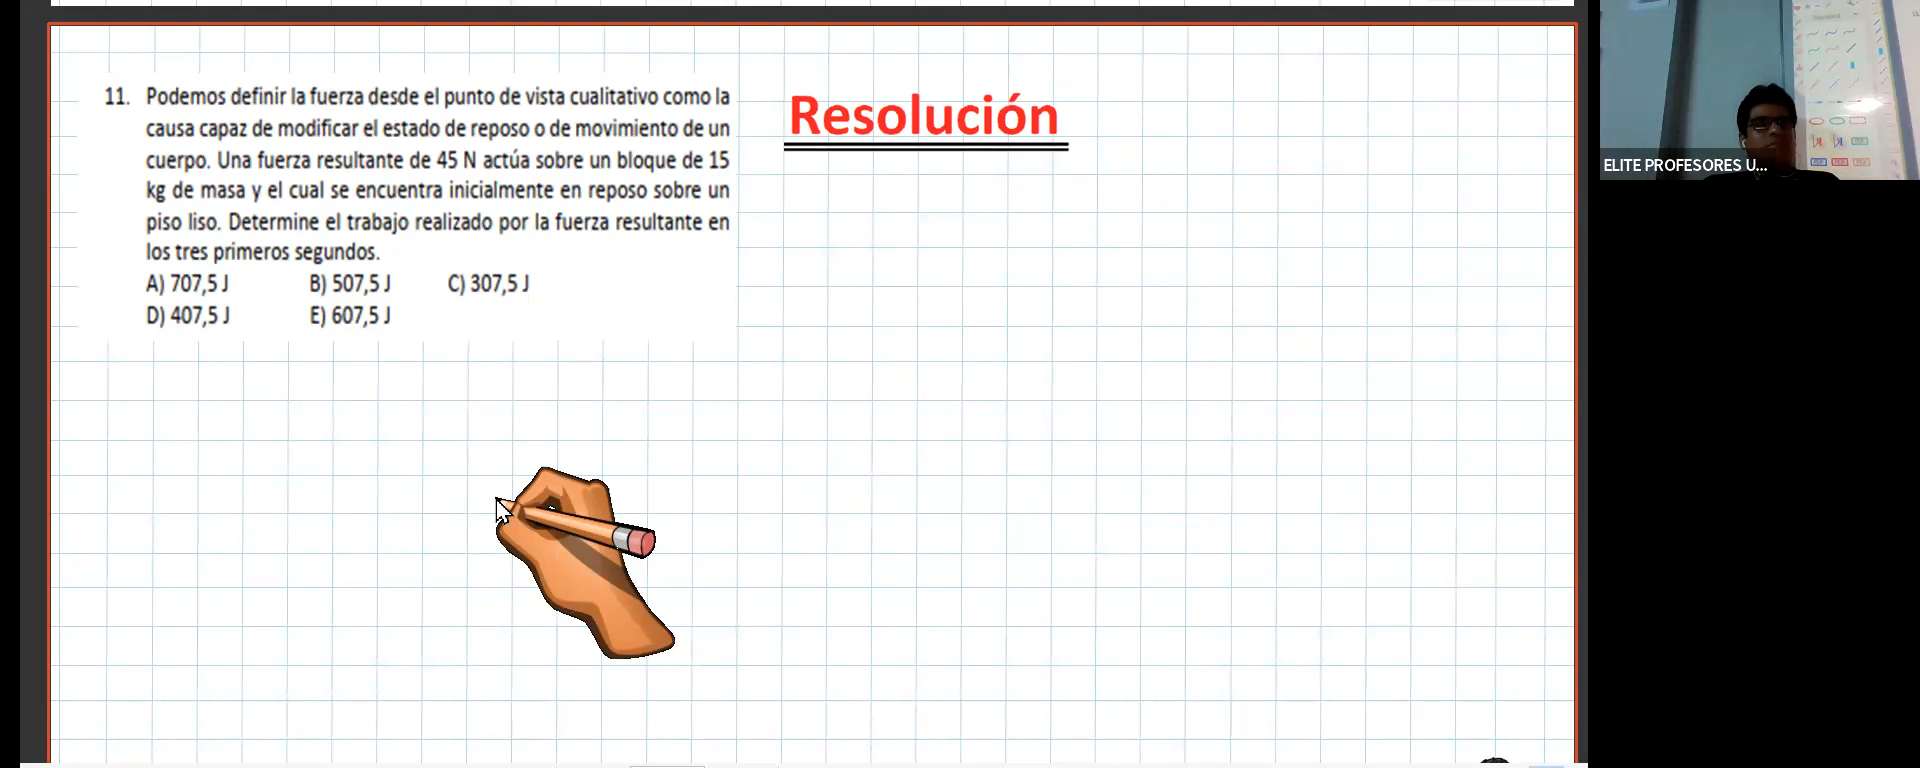 11. Podemos definir la fuerza desde el punto de vista cualitativo como la
causa capaz de modificar el estado de reposo o de movimiento de un
cuerpo. Una fuerza resultante de 45 N actúa sobre un bloque de 15
kg de masa y el cual se encuentra inicialmente en reposo sobre un
piso liso. Determine el trabajo realizado por la fuerza resultante en
los tres primeros segundos.
A) 707,5 J B) 507,5 J C) 307,5 J
D) 407,5 J E) 607,5 J
Resolución
ELITE PROFESORES U...